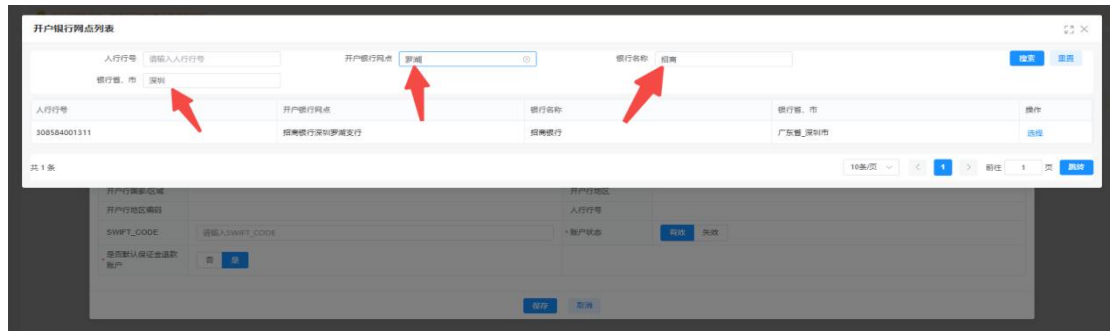 开户银行网点列表
人行行号 请输入人行行号 开户银行网点 罗湖 银行名称 招商 搜索 重置
银行省、市 深圳
人行行号 开户银行网点 银行名称 银行省、市 操作
308584001311 招商银行深圳罗湖支行 招商银行 广东省_深圳市 选择
共 1 条 10条/页 1 前往 1 页 跳转
开户行国家/区域 开户行地区
开户行地区编码 人行行号
SWIFT_CODE 请输入SWIFT_CODE *账户状态 有效 失效
*是否默认保证金退款 否 是
账户
保存 取消